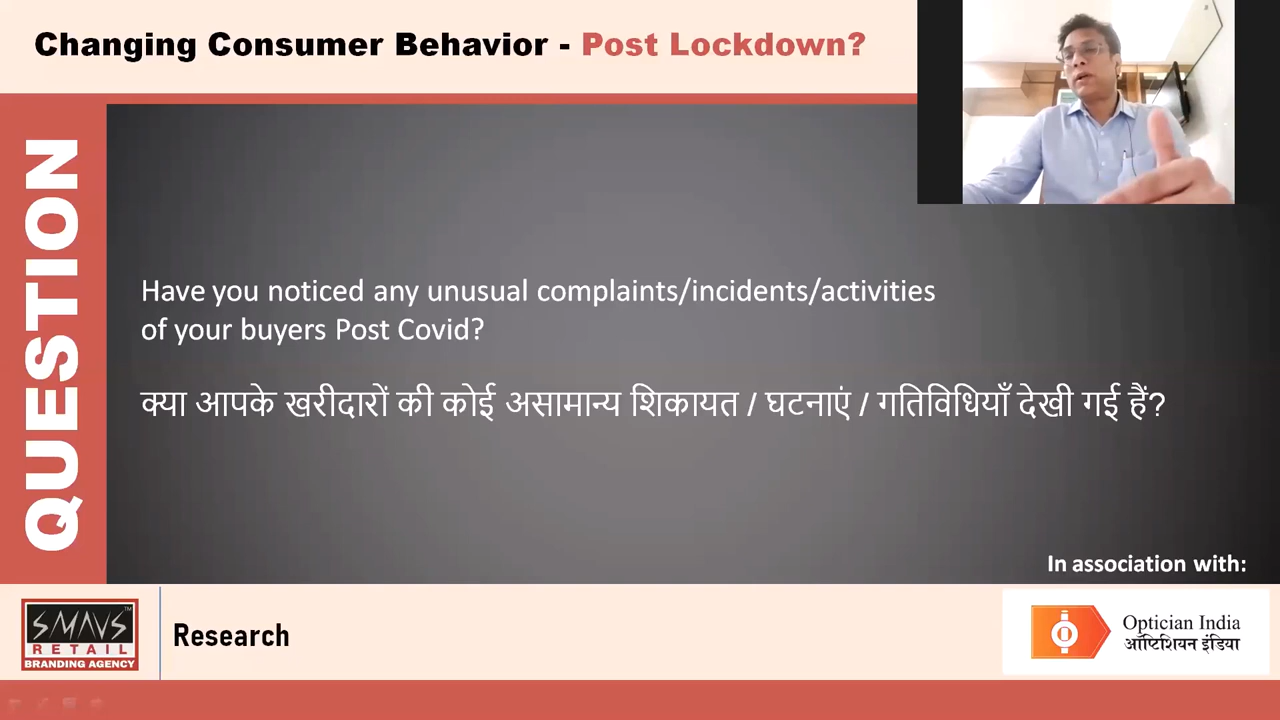 Changing Consumer Behavior - Post Lockdown?
QUESTION
Have you noticed any unusual complaints/incidents/activities
of your buyers Post Covid?
क्या आपके खरीदारों की कोई असामान्य शिकायत / घटनाएं / गतिविधियाँ देखी गई हैं?
In association with:
SMAVS™
RETAIL
BRANDING AGENCY
Research
Optician India
ऑप्टिशियन इंडिया